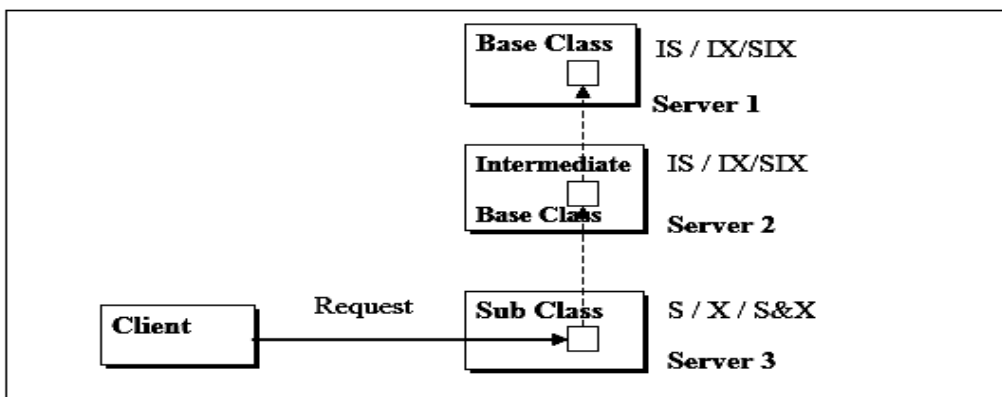 Base Class
IS / IX/SIX
Server 1
Intermediate
Base Class
IS / IX/SIX
Server 2
Client
Request
Sub Class
S / X / S&X
Server 3